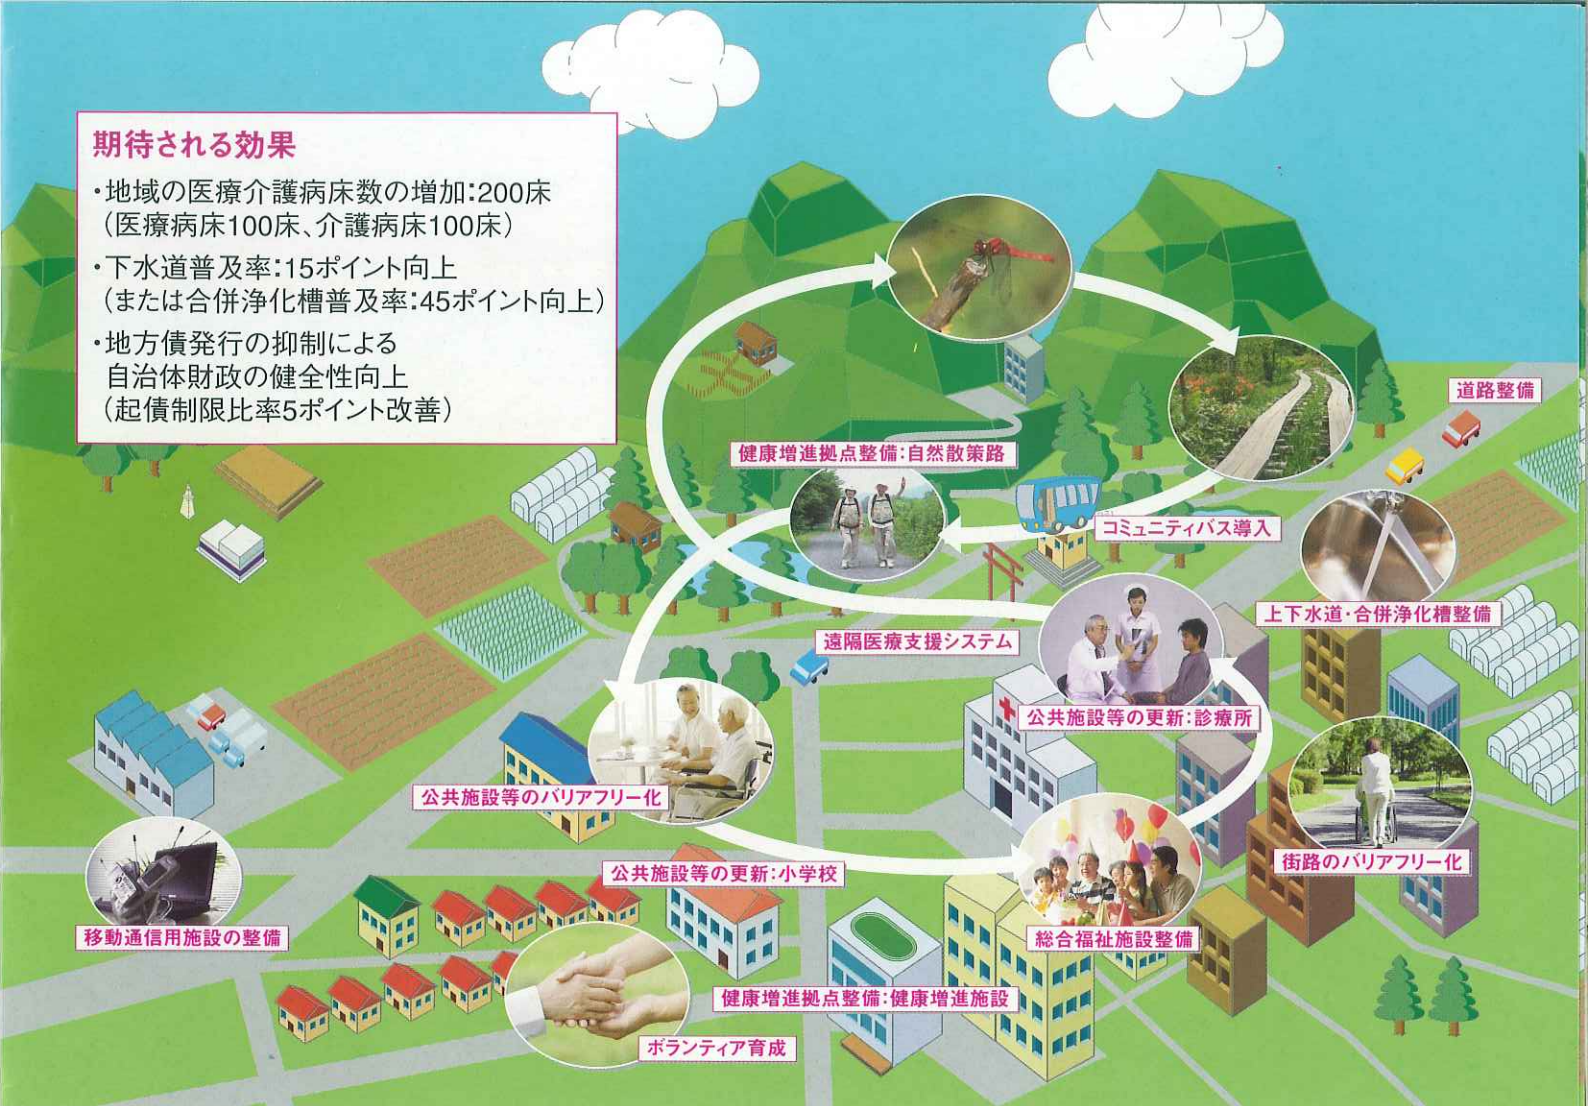 期待される効果
・地域の医療介護病床数の増加:200床
(医療病床100床、介護病床100床)
・下水道普及率:15ポイント向上
(または合併浄化槽普及率:45ポイント向上)
・地方債発行の抑制による
自治体財政の健全性向上
(起債制限比率5ポイント改善)
道路整備
健康増進拠点整備:自然散策路
コミュニティバス導入
上下水道・合併浄化槽整備
遠隔医療支援システム
公共施設等の更新:診療所
公共施設等のバリアフリー化
街路のバリアフリー化
公共施設等の更新:小学校
移動通信用施設の整備
総合福祉施設整備
健康増進拠点整備:健康増進施設
ボランティア育成